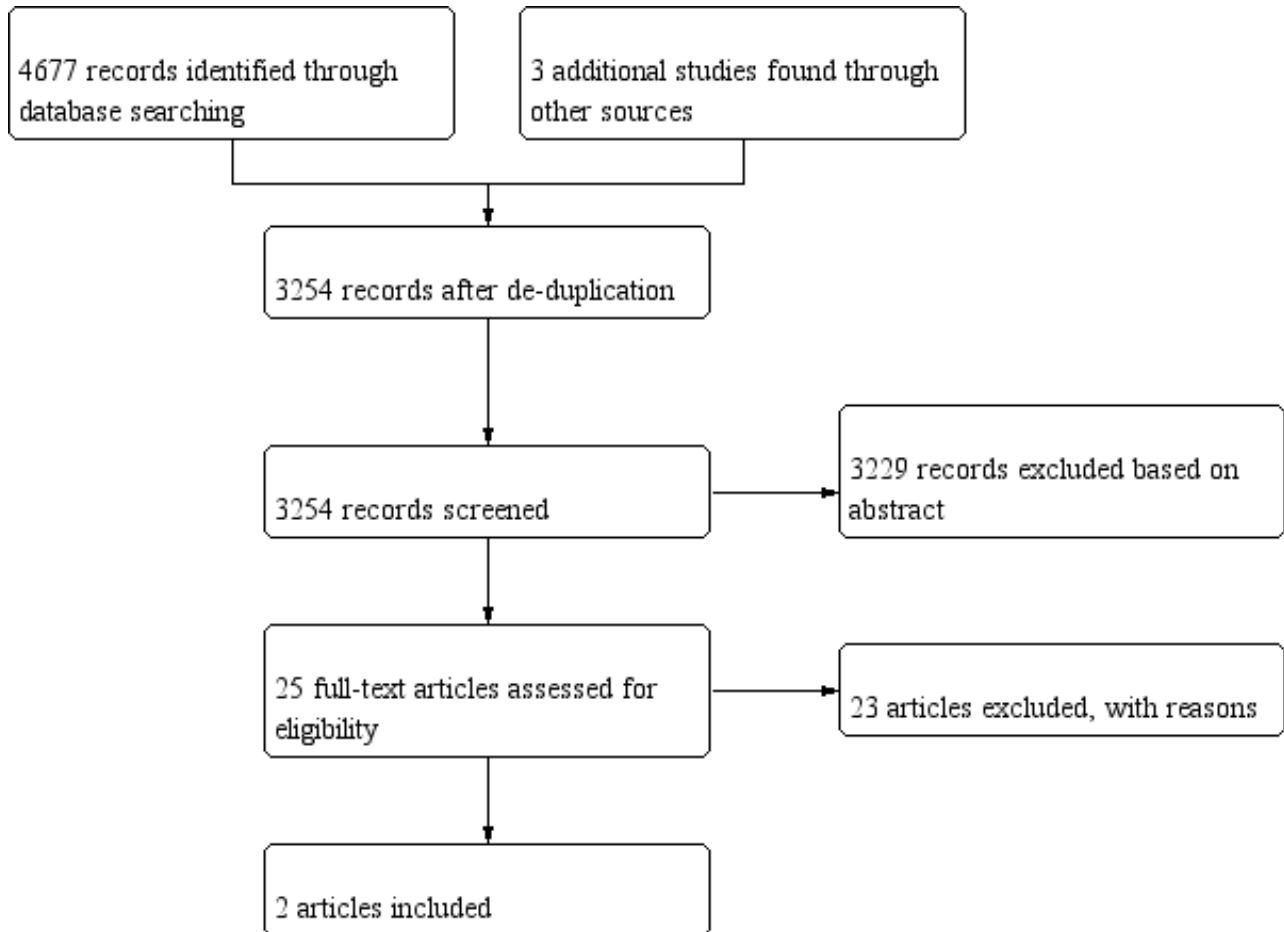 4677 records identified through
database searching
3 additional studies found through
other sources
3254 records after de-duplication
3254 records screened
3229 records excluded based on
abstract
25 full-text articles assessed for
eligibility
23 articles excluded, with reasons
2 articles included